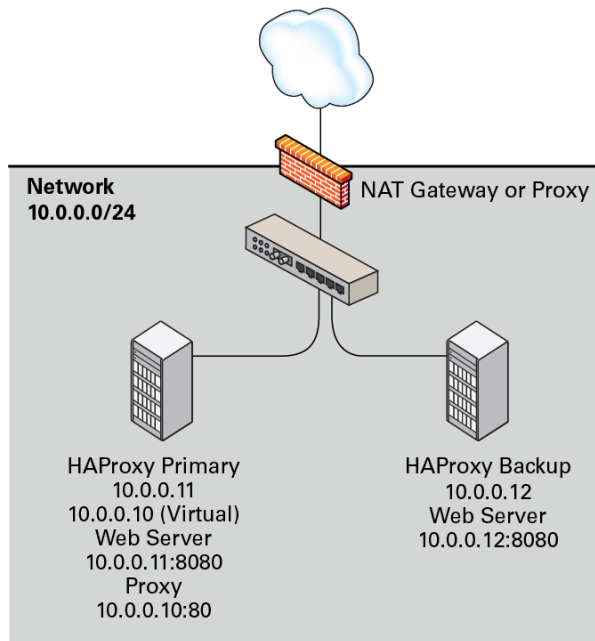 Network
10.0.0.0/24
NAT Gateway or Proxy
HAProxy Primary
10.0.0.11
10.0.0.10 (Virtual)
Web Server
10.0.0.11:8080
Proxy
10.0.0.10:80
HAProxy Backup
10.0.0.12
Web Server
10.0.0.12:8080